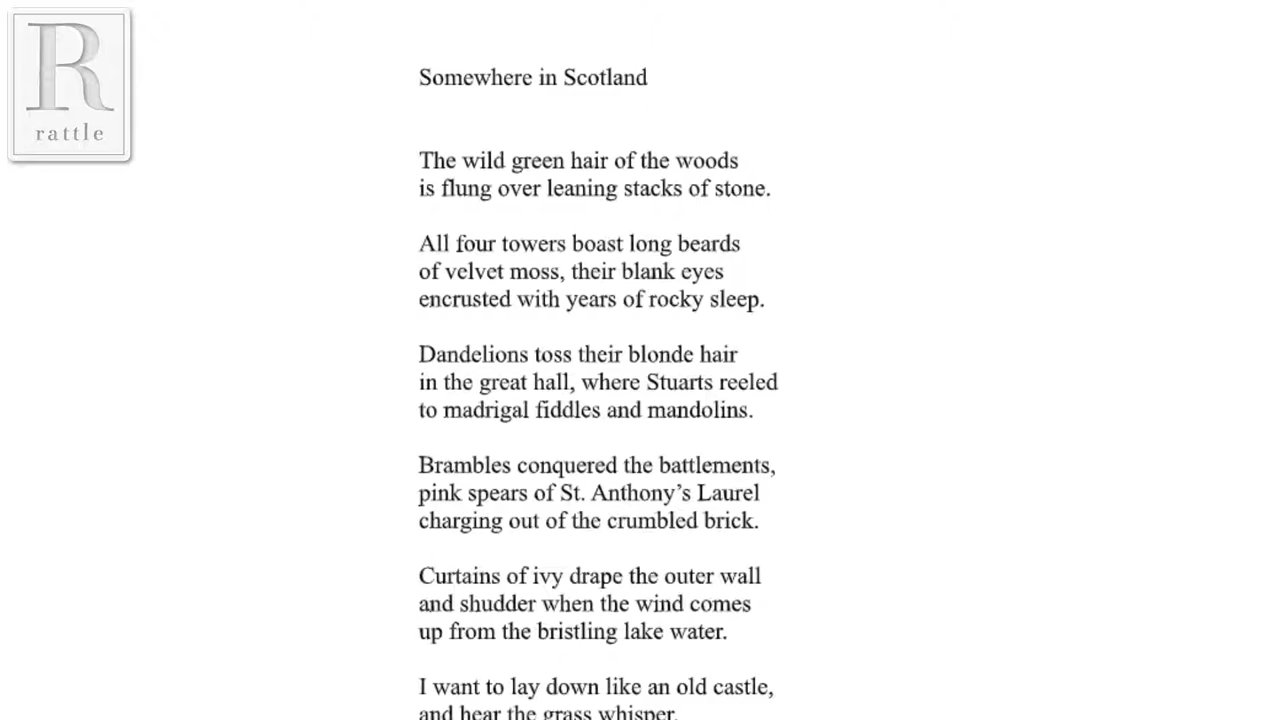 R
rattle
Somewhere in Scotland
The wild green hair of the woods
is flung over leaning stacks of stone.
All four towers boast long beards
of velvet moss, their blank eyes
encrusted with years of rocky sleep.
Dandelions toss their blonde hair
in the great hall, where Stuarts reeled
to madrigal fiddles and mandolins.
Brambles conquered the battlements,
pink spears of St. Anthony’s Laurel
charging out of the crumbled brick.
Curtains of ivy drape the outer wall
and shudder when the wind comes
up from the bristling lake water.
I want to lay down like an old castle,
and hear the grass whisper.